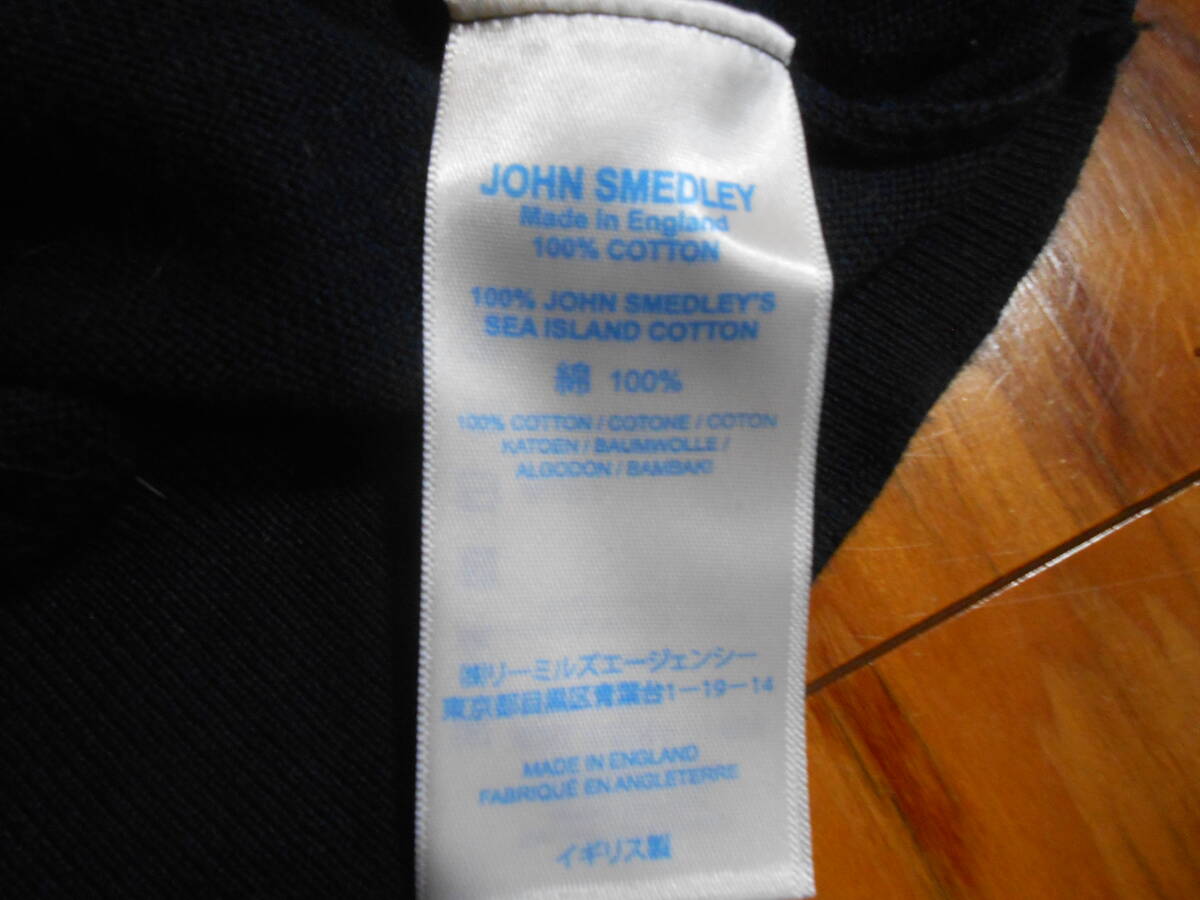 JOHN SMEDLEY
Made in England
100% COTTON
100% JOHN SMEDLEY'S
SEA ISLAND COTTON
綿 100%
100% COTTON / COTONE / COTON
KATOEN / BAUMWOLLE /
ALGODON / BAMBAKI
㈱リーミルズエージェンシー
東京都目黒区青葉台1-19-14
MADE IN ENGLAND
FABRIQUÉ EN ANGLETERRE
イギリス製